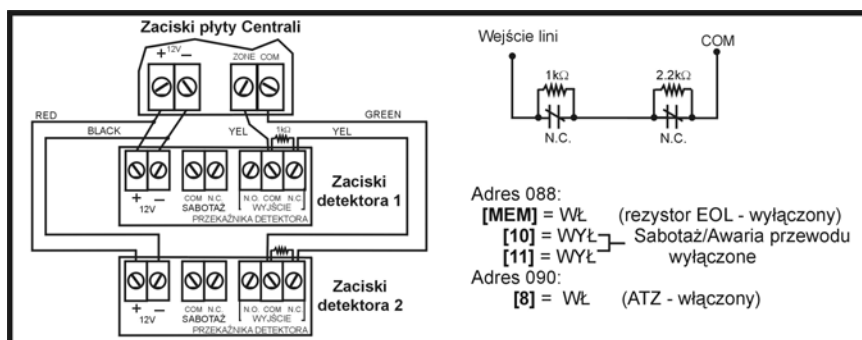 Zaciski płyty Centrali
+ 12V –
ZONE COM
RED
BLACK
YEL
1kΩ
YEL
GREEN
+ –
12V
COM N.C.
SABOTAŻ
N.O. COM N.C.
WYJŚCIE
PRZEKAŹNIKA DETEKTORA
Zaciski
detektora 1
+ –
12V
COM N.C.
SABOTAŻ
N.O. COM N.C.
WYJŚCIE
PRZEKAŹNIKA DETEKTORA
Zaciski
detektora 2
Wejście lini
COM
1kΩ
2.2kΩ
N.C.
N.C.
Adres 088:
[MEM] = WŁ (rezystor EOL - wyłączony)
[10] = WYŁ Sabotaż/Awaria przewodu
[11] = WYŁ wyłączone
Adres 090:
[8] = WŁ (ATZ - włączony)